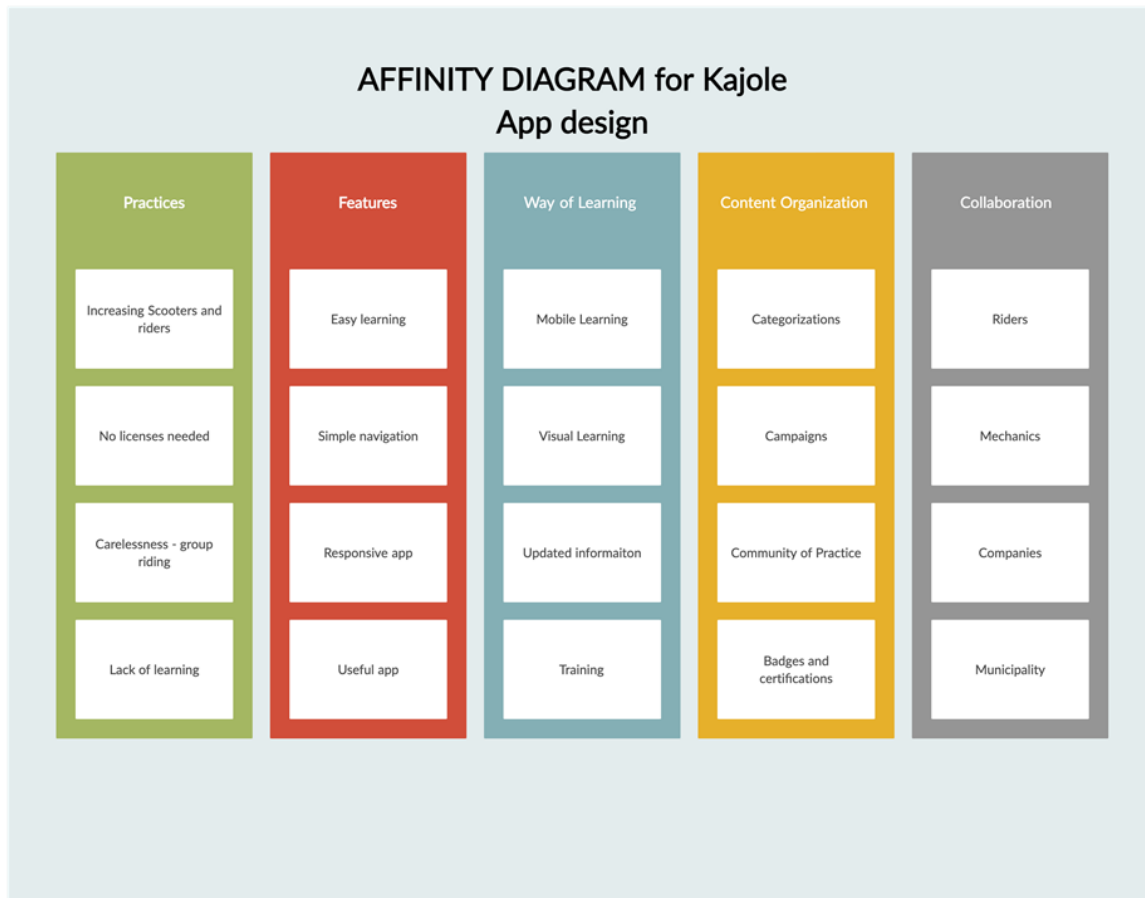 AFFINITY DIAGRAM for Kajole
App design
Practices
Increasing Scooters and
riders
No licenses needed
Carelessness - group
riding
Lack of learning
Features
Easy learning
Simple navigation
Responsive app
Useful app
Way of Learning
Mobile Learning
Visual Learning
Updated informaiton
Training
Content Organization
Categorizations
Campaigns
Community of Practice
Badges and
certifications
Collaboration
Riders
Mechanics
Companies
Municipality